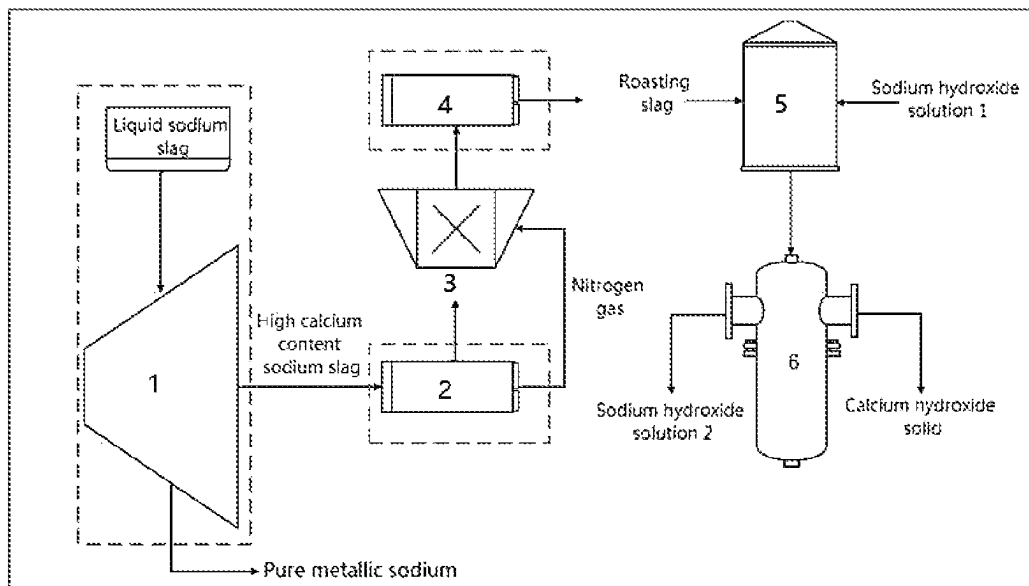 Liquid sodium
slag
1
Pure metallic sodium
High calcium
content
sodium slag
2
3
Nitrogen
gas
4
Roasting
slag
5
Sodium hydroxide
solution 1
6
Sodium hydroxide
solution 2
Calcium hydroxide
solid